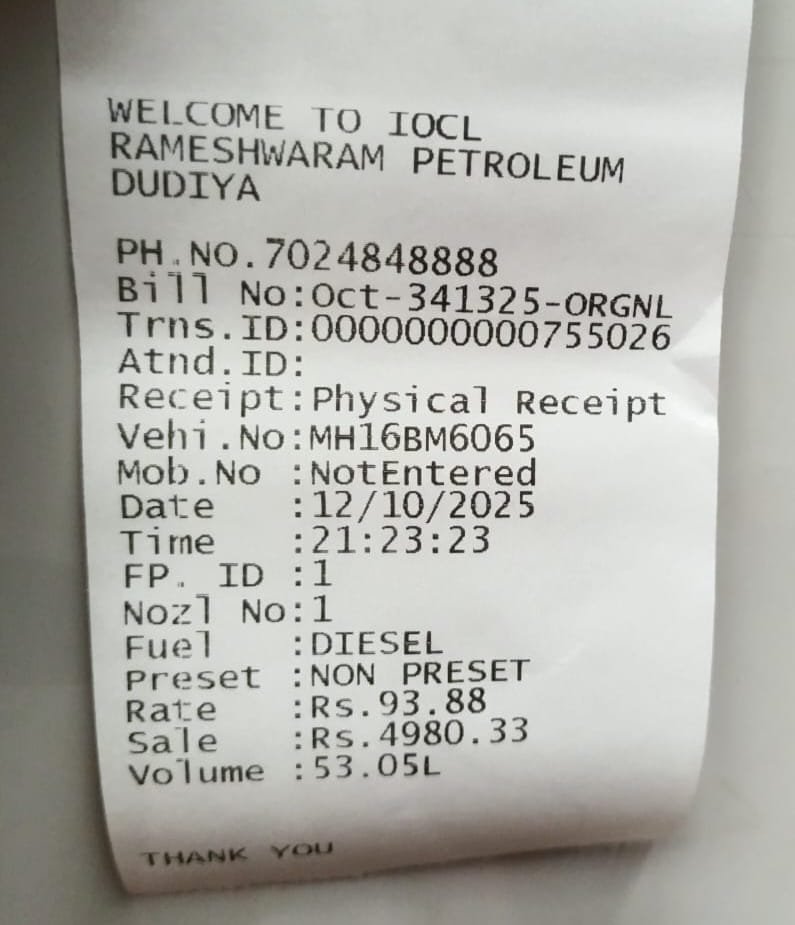 WELCOME TO IOCL
RAMESHWARAM PETROLEUM
DUDIYA
PH.NO.7024848888
Bill No:Oct-341325-ORGNL
Trns.ID:0000000000755026
Atnd.ID:
Receipt:Physical Receipt
Vehi.No:MH16BM6065
Mob.No :NotEntered
Date :12/10/2025
Time :21:23:23
FP. ID :1
Nozl No:1
Fuel :DIESEL
Preset :NON PRESET
Rate :Rs.93.88
Sale :Rs.4980.33
Volume :53.05L
THANK YOU